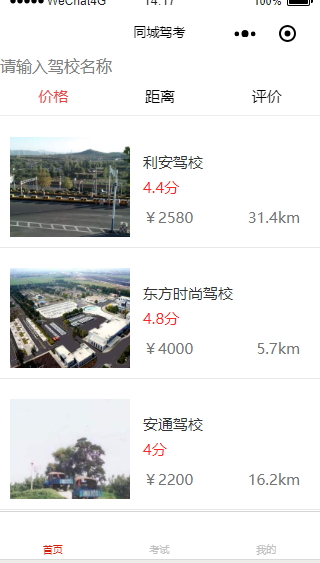 WeChat4G 14:17 100%
同城驾考
请输入驾校名称
价格 距离 评价
利安驾校
4.4分
￥2580 31.4km
东方时尚驾校
4.8分
￥4000 5.7km
安通驾校
4分
￥2200 16.2km
首页 考试 我的